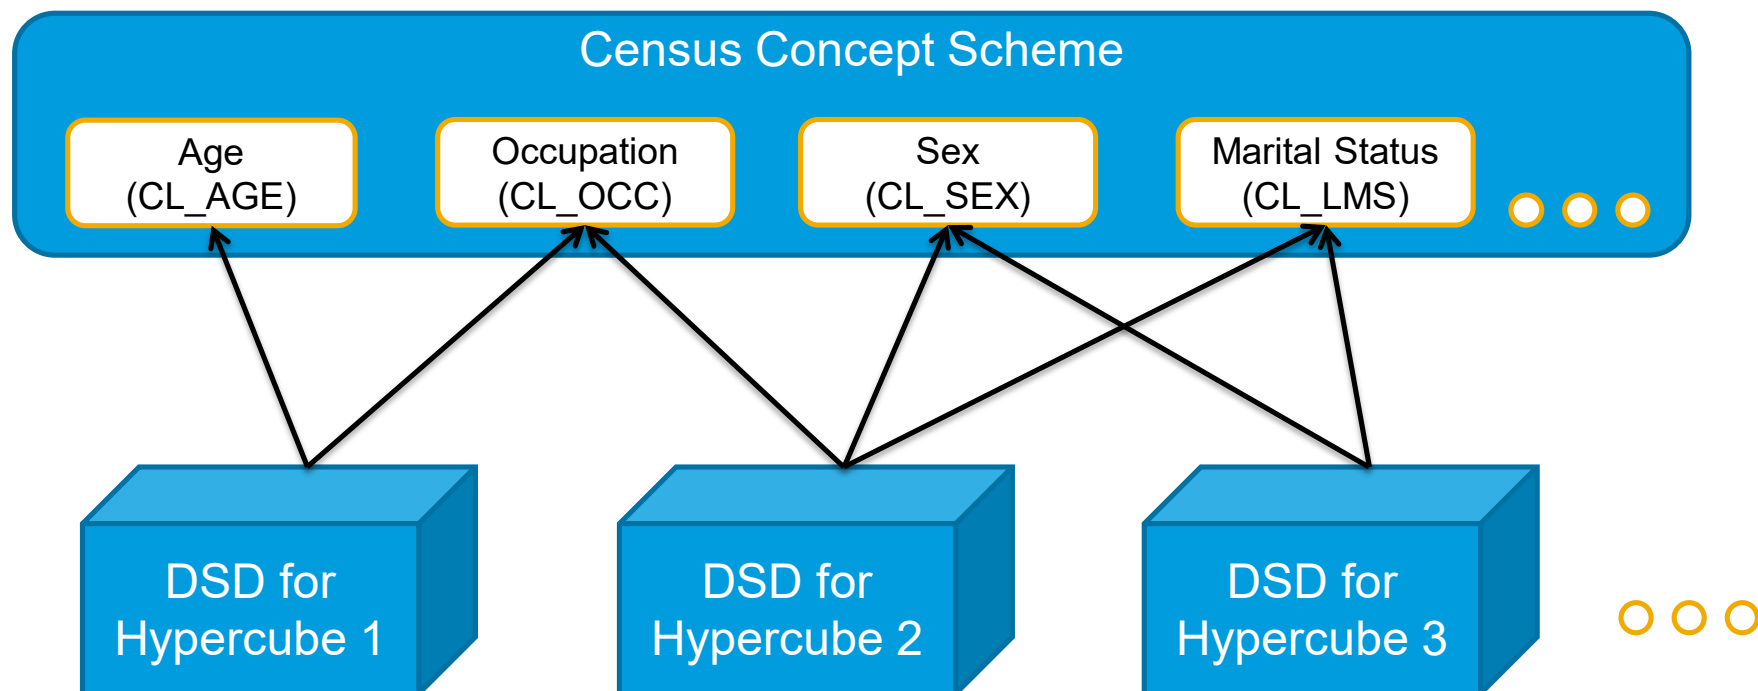 Census Concept Scheme
Age
(CL_AGE)
Occupation
(CL_OCC)
Sex
(CL_SEX)
Marital Status
(CL_LMS)
DSD for
Hypercube 1
DSD for
Hypercube 2
DSD for
Hypercube 3